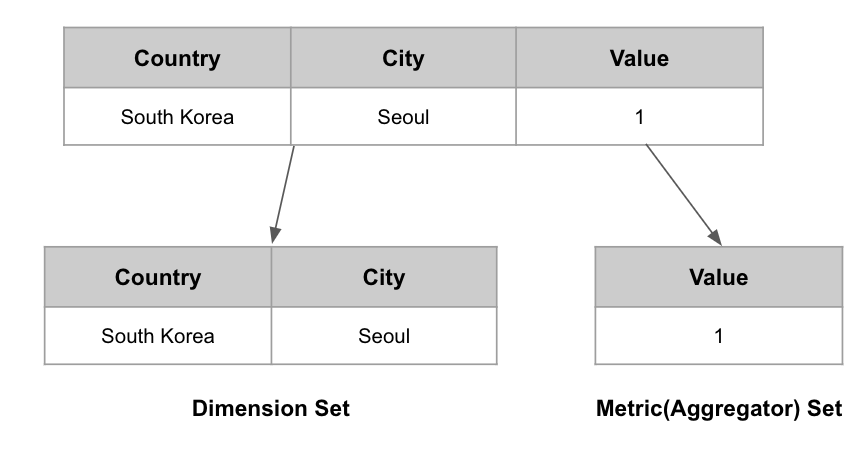 Country City Value
South Korea Seoul 1
Country City Value
South Korea Seoul 1
Dimension Set Metric(Aggregator) Set